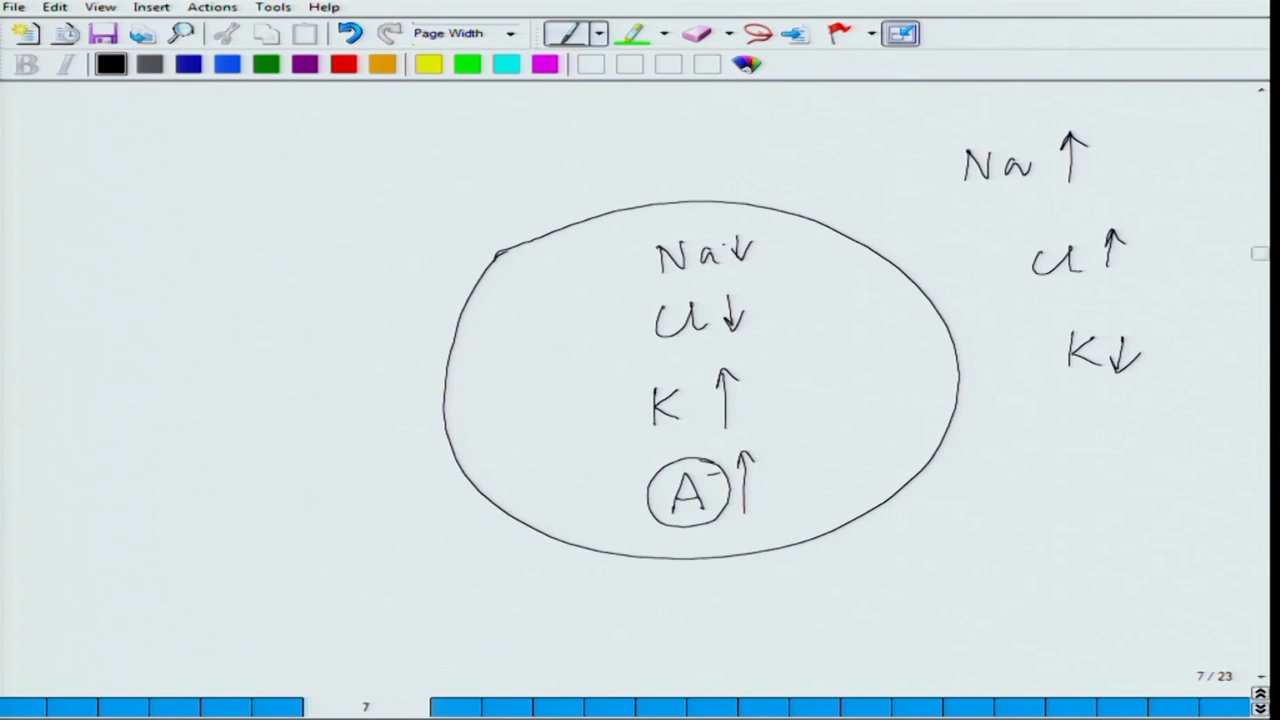 File Edit View Insert Actions Tools Help
Page Width
B I
Na ↑
Na ↓
Cl ↑
Cl ↓
K ↓
K ↑
A⁻ ↑
7 / 23
7